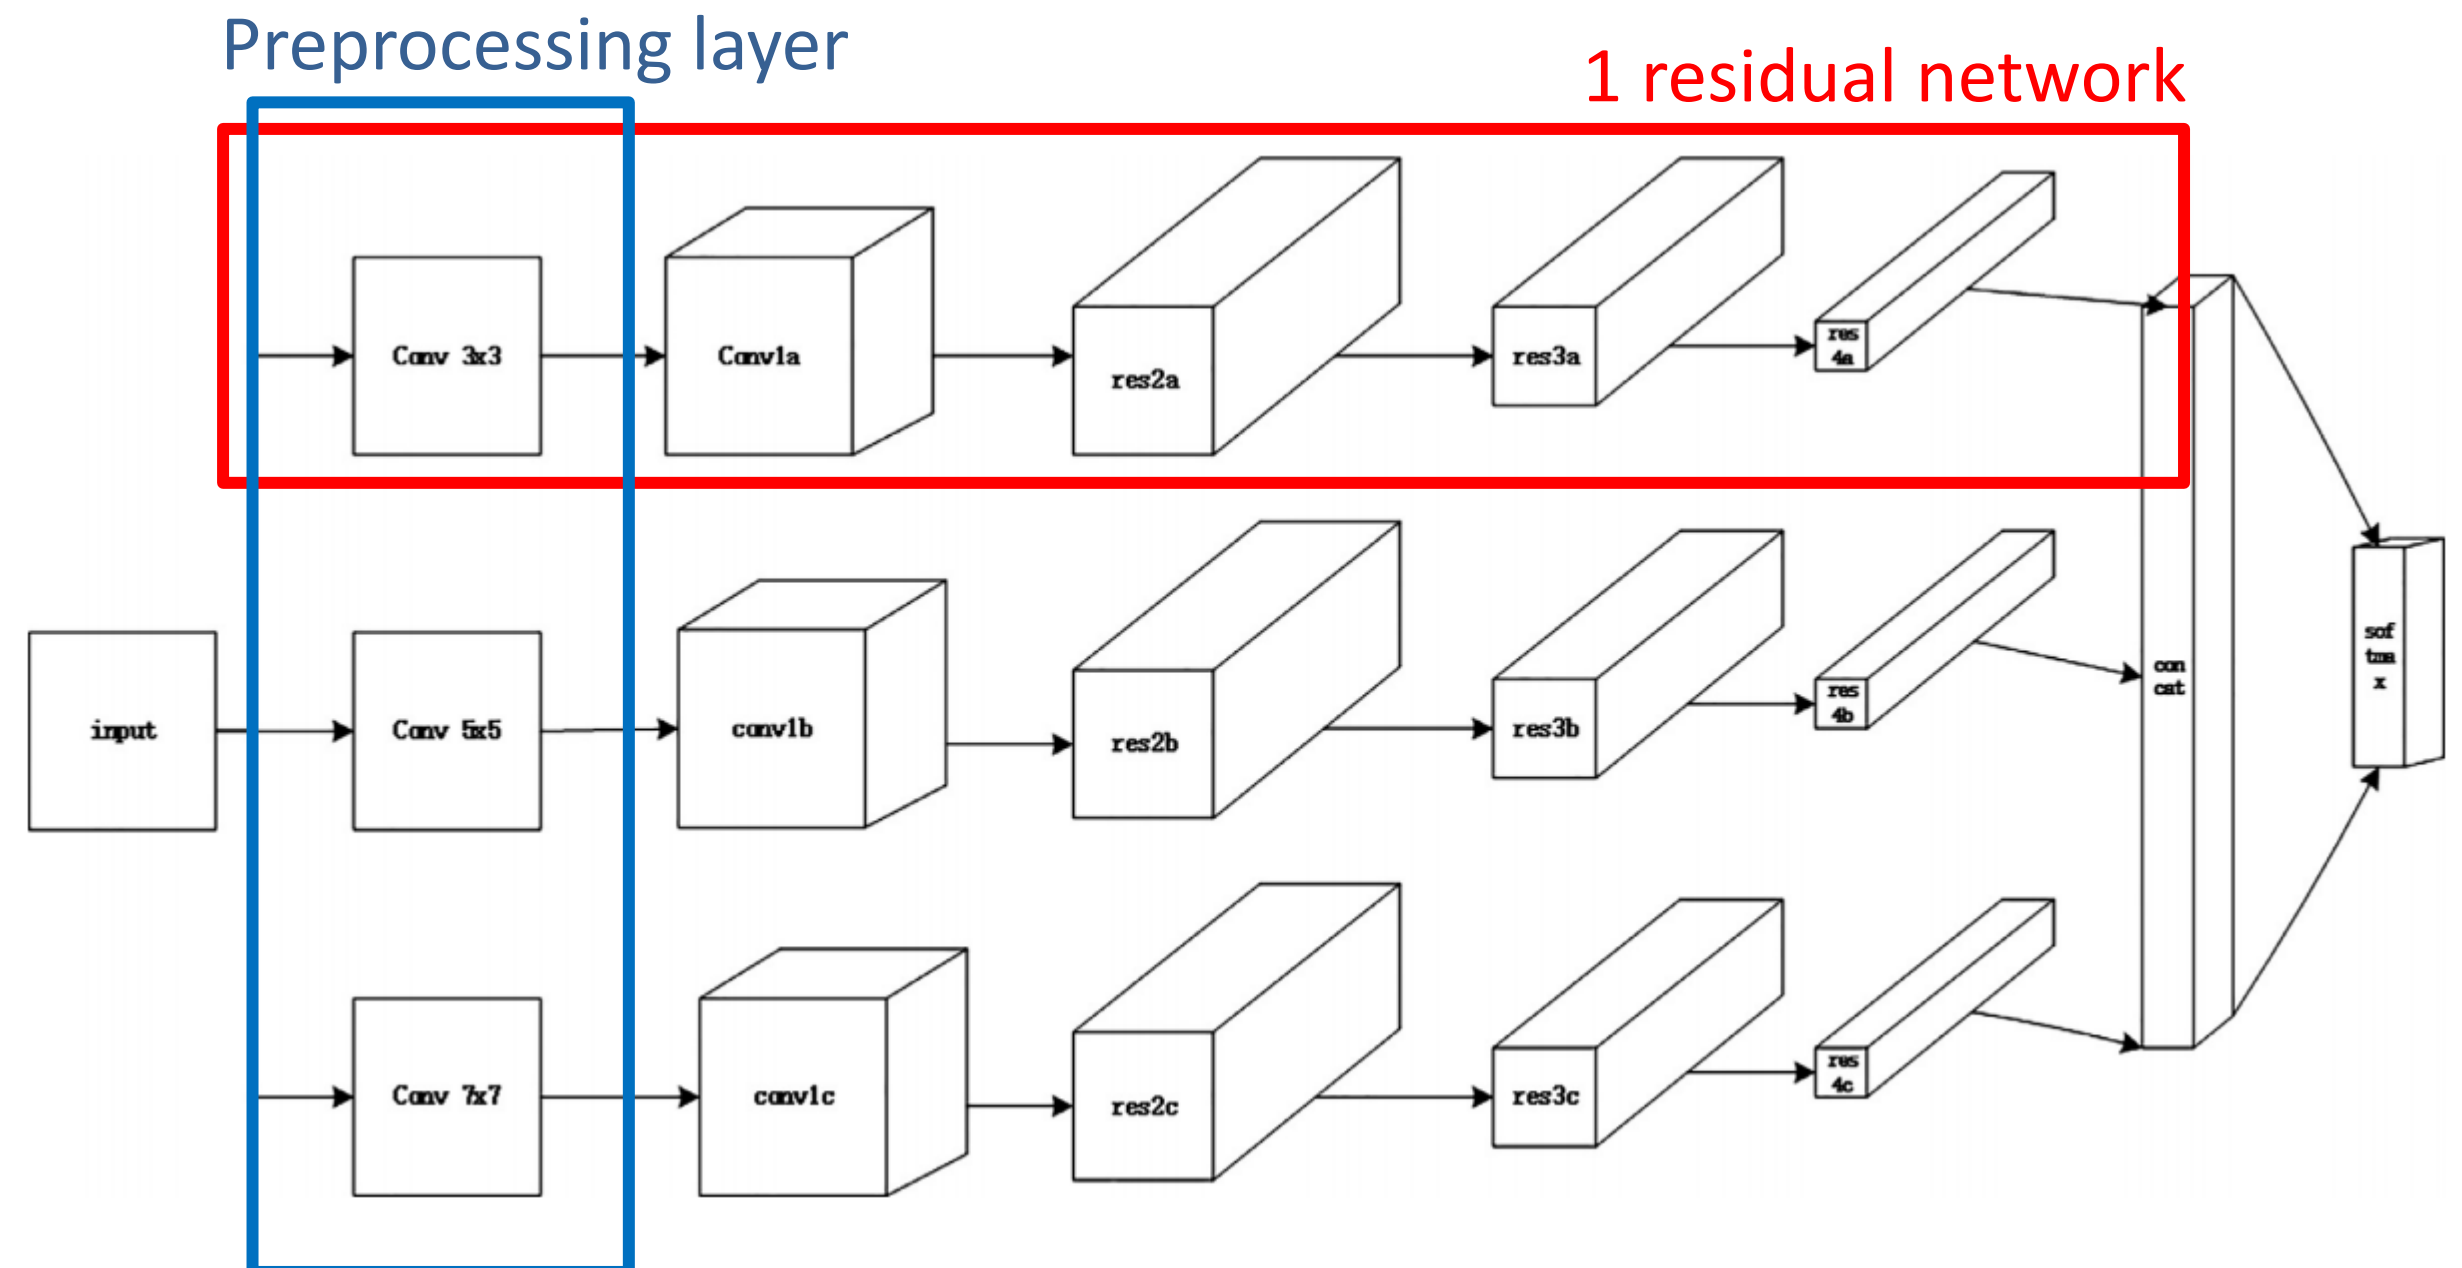 Preprocessing layer
1 residual network
Conv 3x3
Conv1a
res2a
res3a
res
4a
input
Conv 5x5
conv1b
res2b
res3b
res
4b
con
cat
sof
tma
x
Conv 7x7
conv1c
res2c
res3c
res
4c